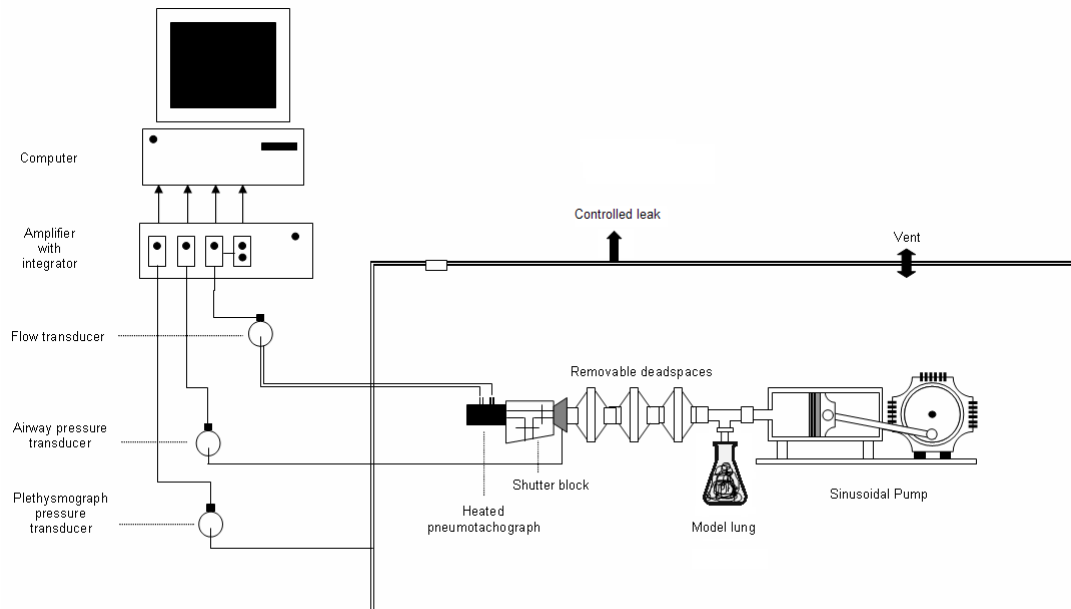 Computer
Amplifier
with
integrator
Controlled leak
Vent
Flow transducer
Removable deadspaces
Airway pressure
transducer
Shutter block
Sinusoidal Pump
Plethysmograph
pressure
transducer
Heated
pneumotachograph
Model lung